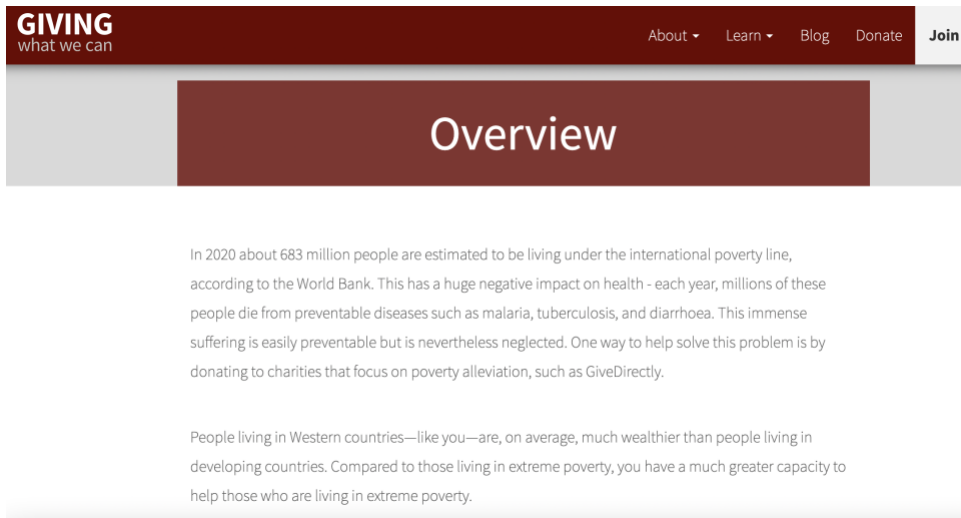 GIVING
what we can
About Learn Blog Donate Join
Overview
In 2020 about 683 million people are estimated to be living under the international poverty line,
according to the World Bank. This has a huge negative impact on health - each year, millions of these
people die from preventable diseases such as malaria, tuberculosis, and diarrhoea. This immense
suffering is easily preventable but is nevertheless neglected. One way to help solve this problem is by
donating to charities that focus on poverty alleviation, such as GiveDirectly.
People living in Western countries—like you—are, on average, much wealthier than people living in
developing countries. Compared to those living in extreme poverty, you have a much greater capacity to
help those who are living in extreme poverty.